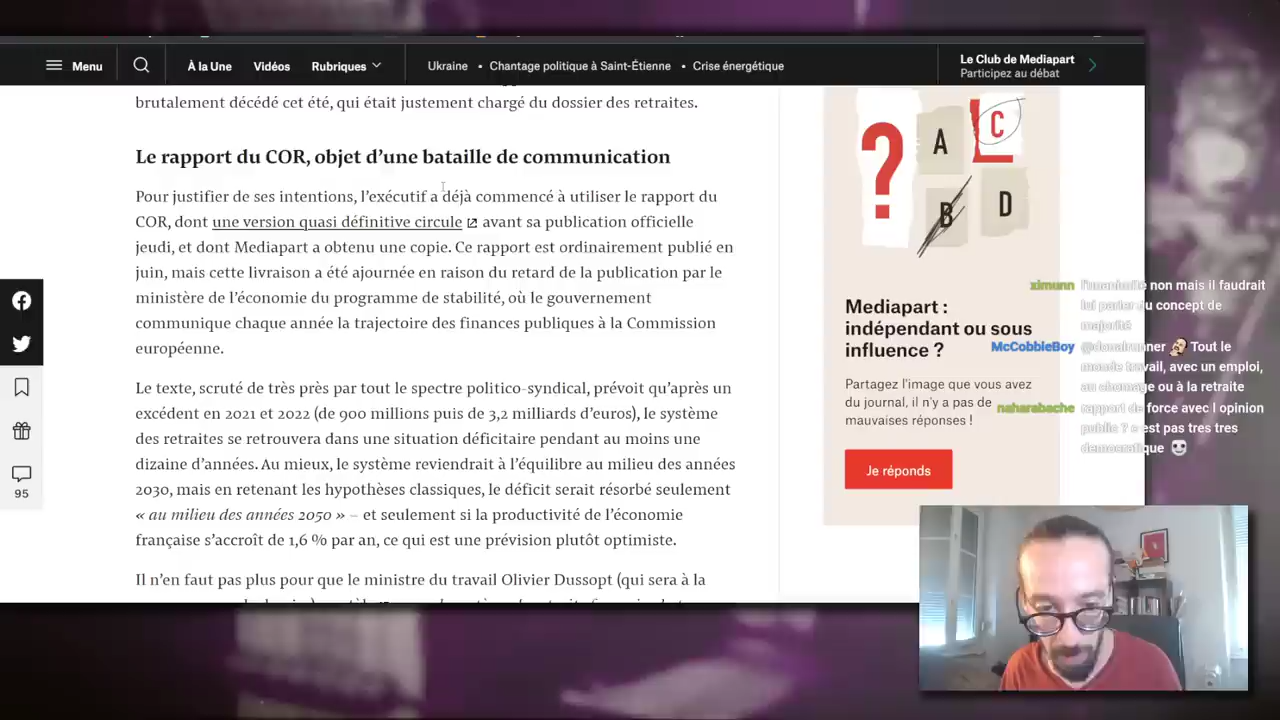 Menu
À la Une
Vidéos
Rubriques
Ukraine • Chantage politique à Saint-Étienne • Crise énergétique
Le Club de Mediapart
Participez au débat
brutalement décédé cet été, qui était justement chargé du dossier des retraites.
Le rapport du COR, objet d’une bataille de communication
Pour justifier de ses intentions, l’exécutif a déjà commencé à utiliser le rapport du
COR, dont une version quasi définitive circule avant sa publication officielle
jeudi, et dont Mediapart a obtenu une copie. Ce rapport est ordinairement publié en
juin, mais cette livraison a été ajournée en raison du retard de la publication par le
ministère de l’économie du programme de stabilité, où le gouvernement
communique chaque année la trajectoire des finances publiques à la Commission
européenne.
Le texte, scruté de très près par tout le spectre politico-syndical, prévoit qu’après un
excédent en 2021 et 2022 (de 900 millions puis de 3,2 milliards d’euros), le système
des retraites se retrouvera dans une situation déficitaire pendant au moins une
dizaine d’années. Au mieux, le système reviendrait à l’équilibre au milieu des années
2030, mais en retenant les hypothèses classiques, le déficit serait résorbé seulement
« au milieu des années 2050 » – et seulement si la productivité de l’économie
française s’accroît de 1,6 % par an, ce qui est une prévision plutôt optimiste.
Il n’en faut pas plus pour que le ministre du travail Olivier Dussopt (qui sera à la
95
? A C
B D
Mediapart :
indépendant ou sous
influence ?
Partagez l’image que vous avez
du journal, il n’y a pas de
mauvaises réponses !
Je réponds
ximunn non mais il faudrait
lui parler du concept de
majorité
McCobbleBoy Tout le
monde travail, avec un emploi,
au chomage ou à la retraite
naharabache rapport de force avec l opinion
public ? c est pas tres tres
democratique